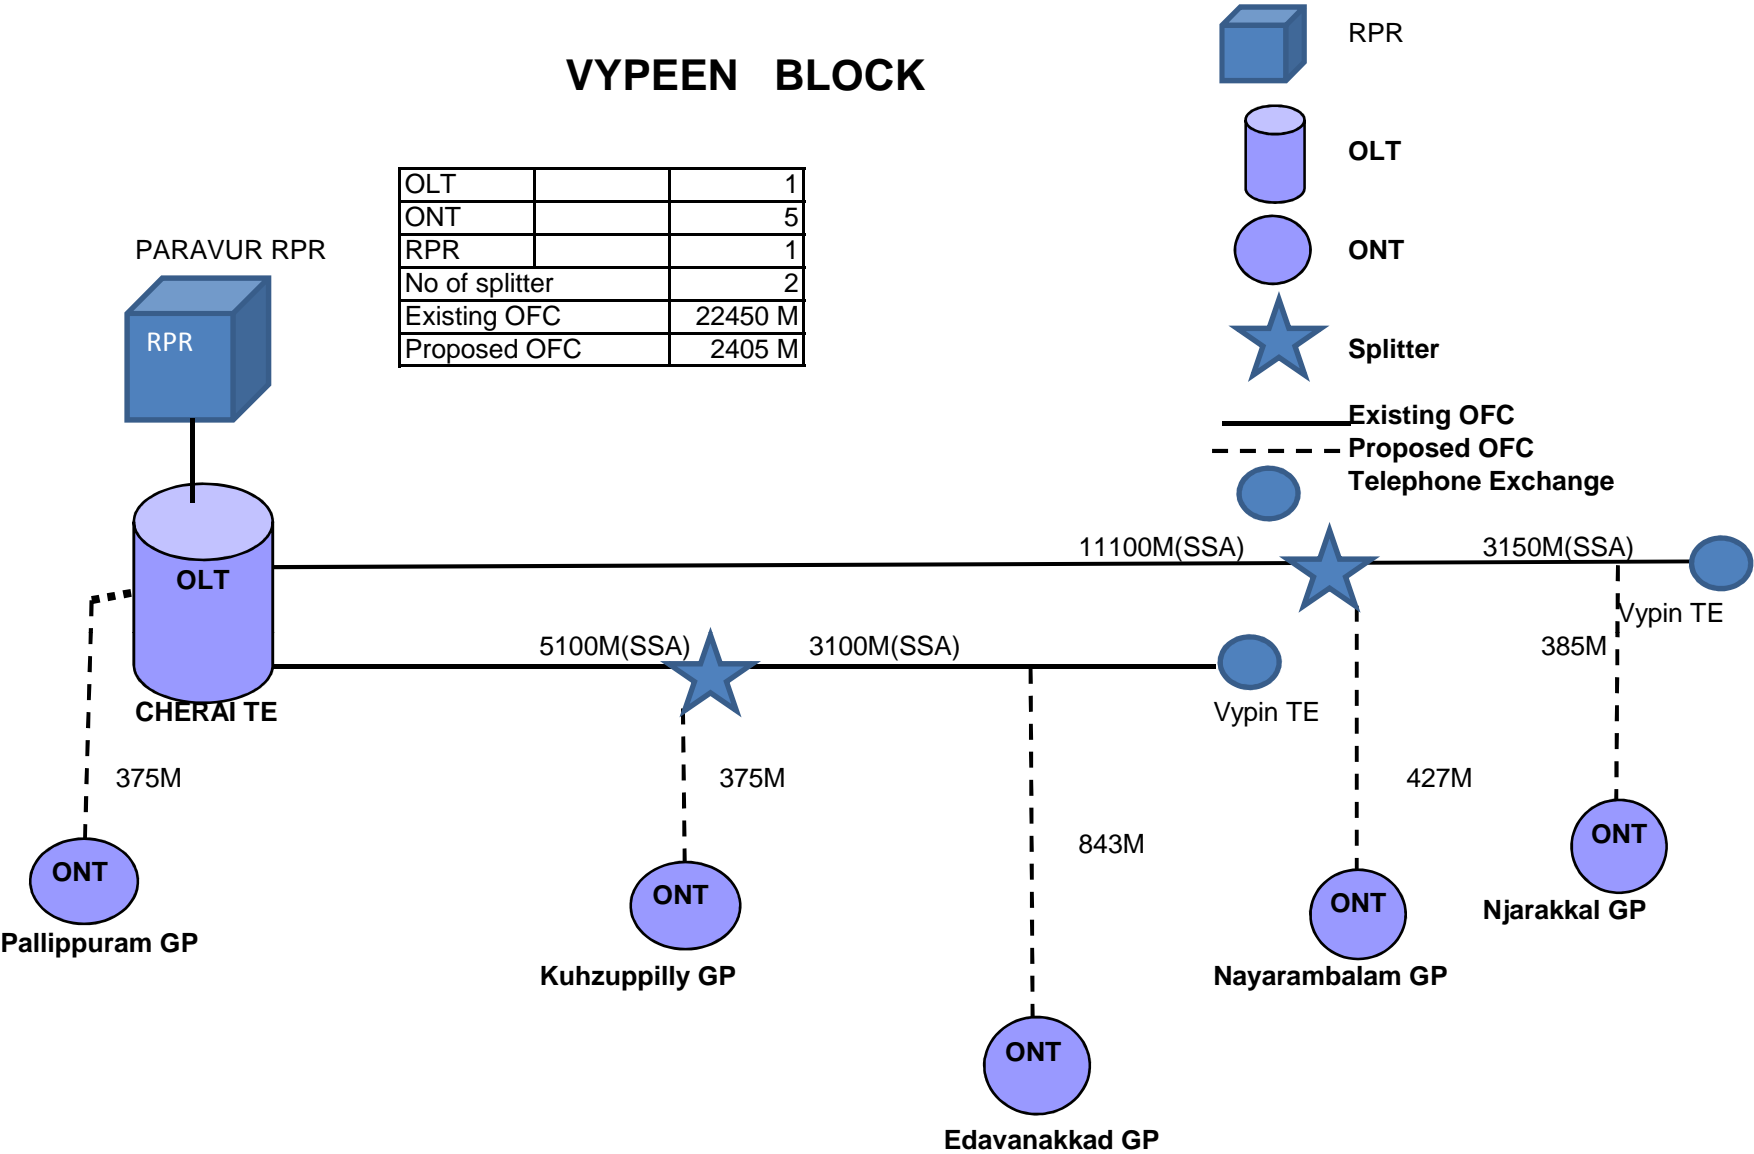 RPR
VYPEEN BLOCK
OLT
OLT 1
ONT 5
RPR 1
No of splitter 2
Existing OFC 22450 M
Proposed OFC 2405 M
PARAVUR RPR
ONT
RPR
Splitter
Existing OFC
Proposed OFC
Telephone Exchange
11100M(SSA)
3150M(SSA)
OLT
Vypin TE
5100M(SSA)
3100M(SSA)
385M
CHERAI TE
Vypin TE
375M
375M
427M
843M
ONT
ONT
ONT
ONT
Njarakkal GP
Pallippuram GP
Kuhzuppilly GP
Nayarambalam GP
ONT
Edavanakkad GP